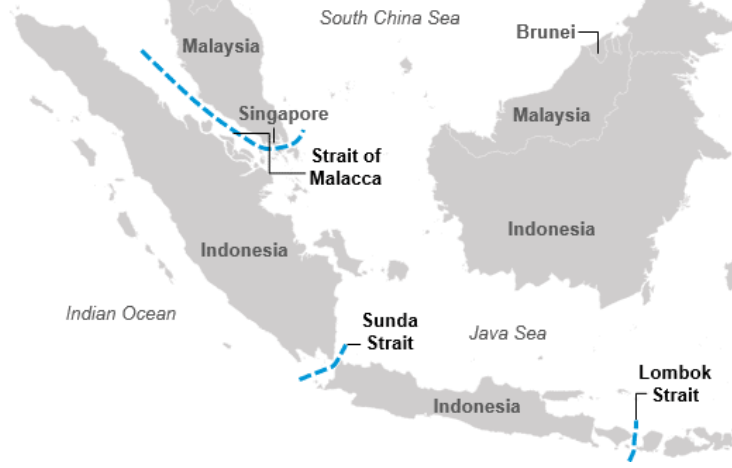 South China Sea
Brunei
Malaysia
Singapore
Malaysia
Strait of
Malacca
Indonesia
Indonesia
Indian Ocean
Sunda
Strait
Java Sea
Lombok
Strait
Indonesia